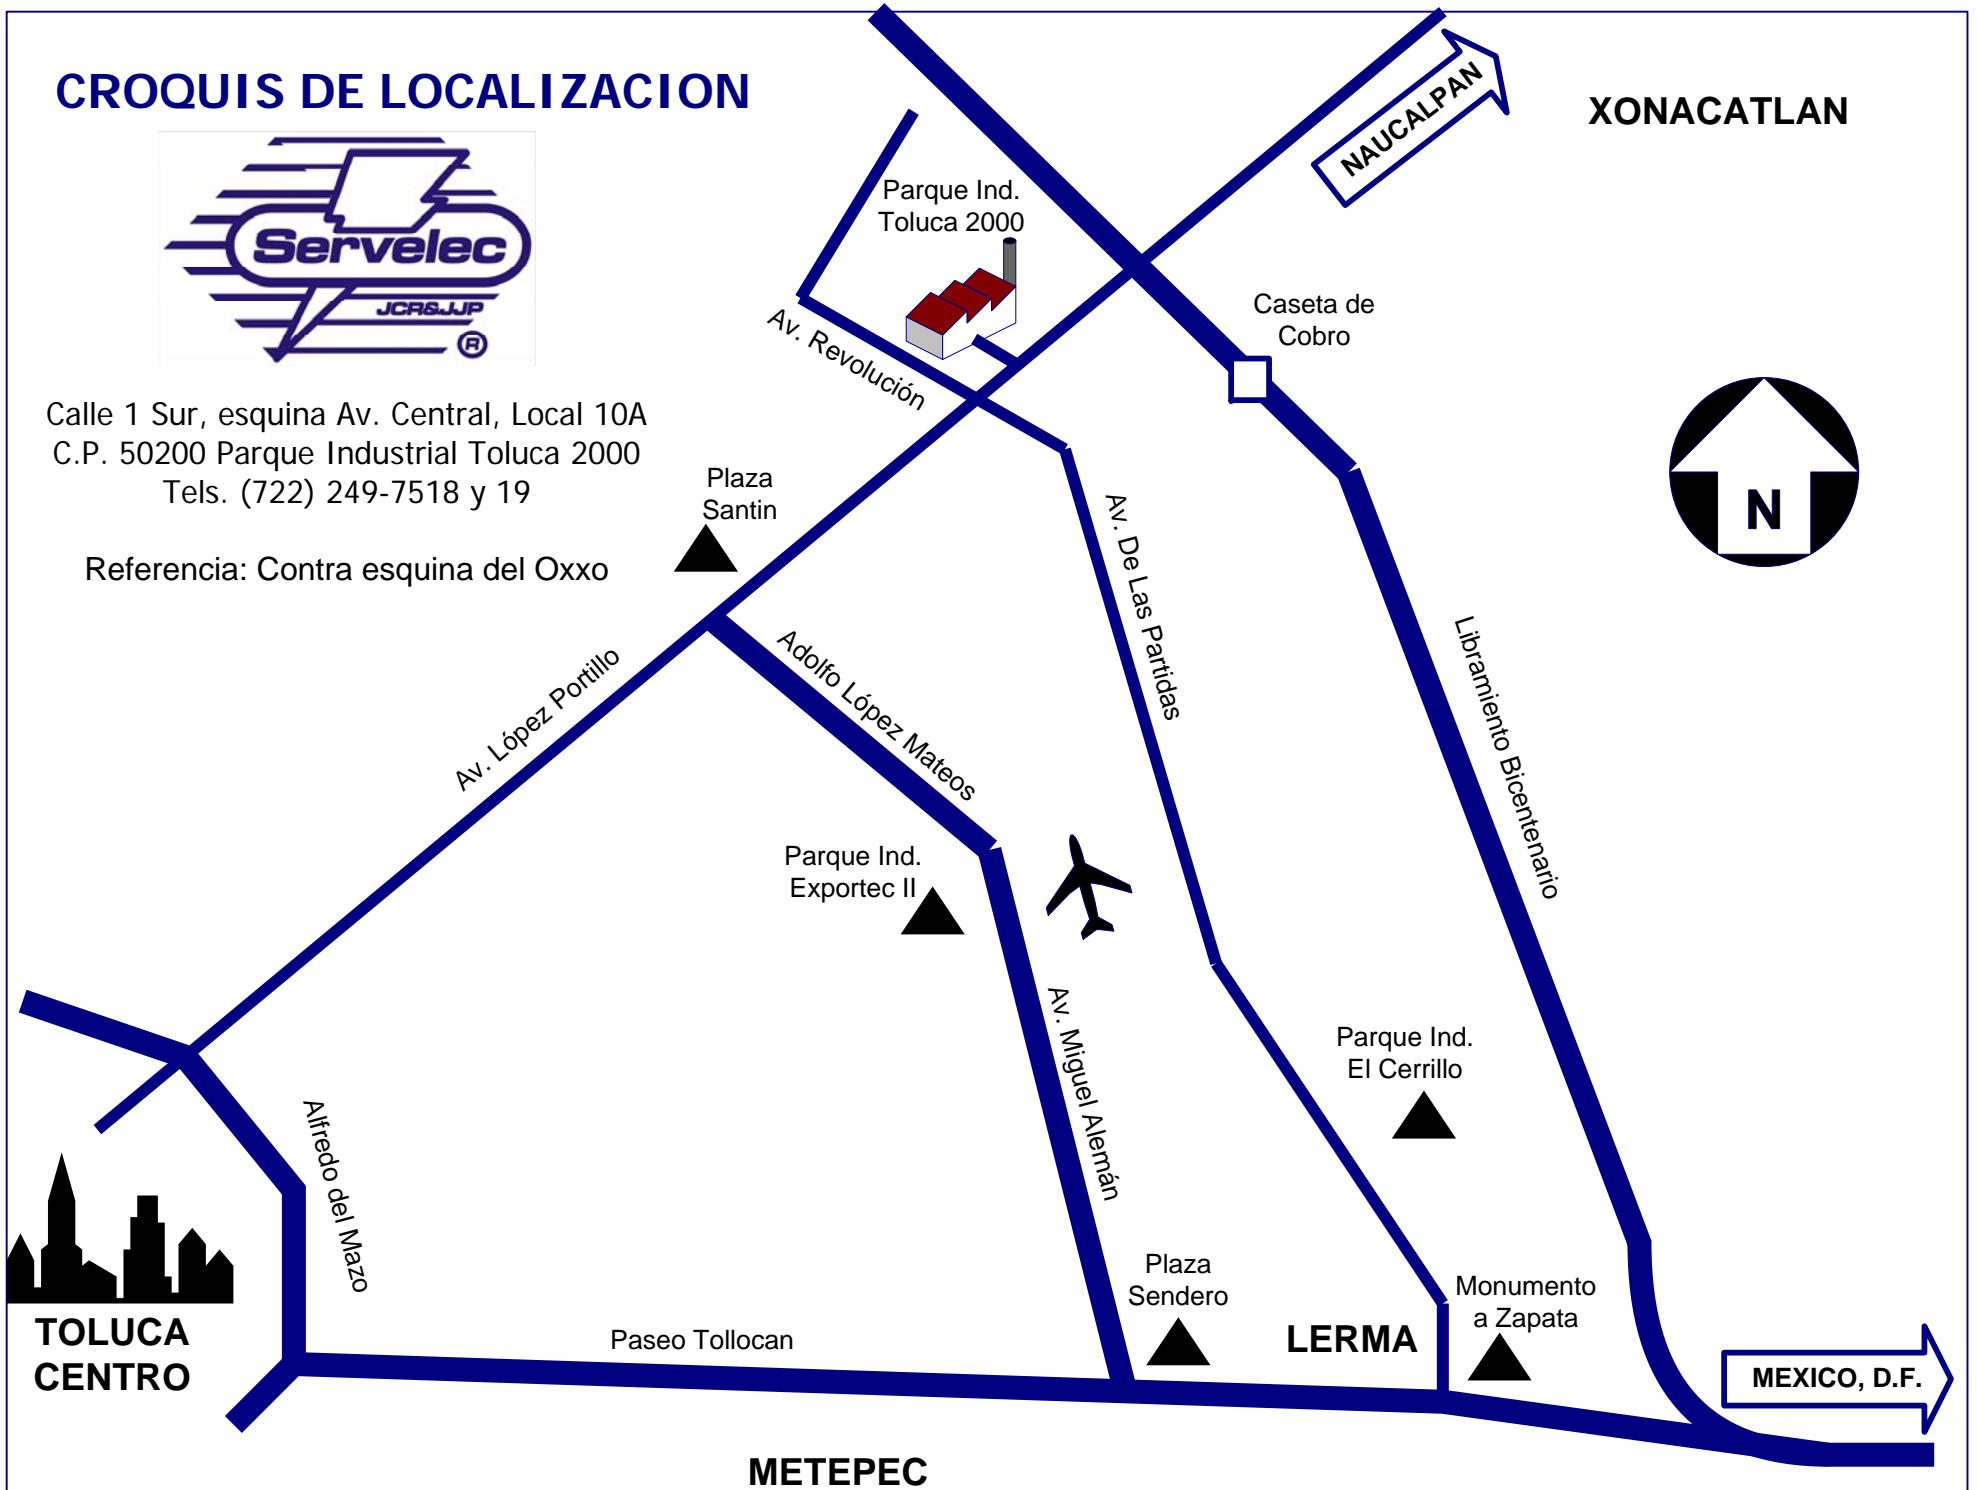 CROQUIS DE LOCALIZACION
Servelec
JCR&JJP
®
Calle 1 Sur, esquina Av. Central, Local 10A
C.P. 50200 Parque Industrial Toluca 2000
Tels. (722) 249-7518 y 19
Referencia: Contra esquina del Oxxo
NAUCALPAN
XONACATLAN
Parque Ind.
Toluca 2000
Av. Revolución
Caseta de
Cobro
N
Plaza
Santin
Av. De Las Partidas
Adolfo López Mateos
Av. López Portillo
Libramiento Bicentenario
Parque Ind.
Exportec II
Av. Miguel Alemán
Parque Ind.
El Cerrillo
Alfredo del Mazo
TOLUCA
CENTRO
Paseo Tollocan
Plaza
Sendero
LERMA
Monumento
a Zapata
MEXICO, D.F.
METEPEC